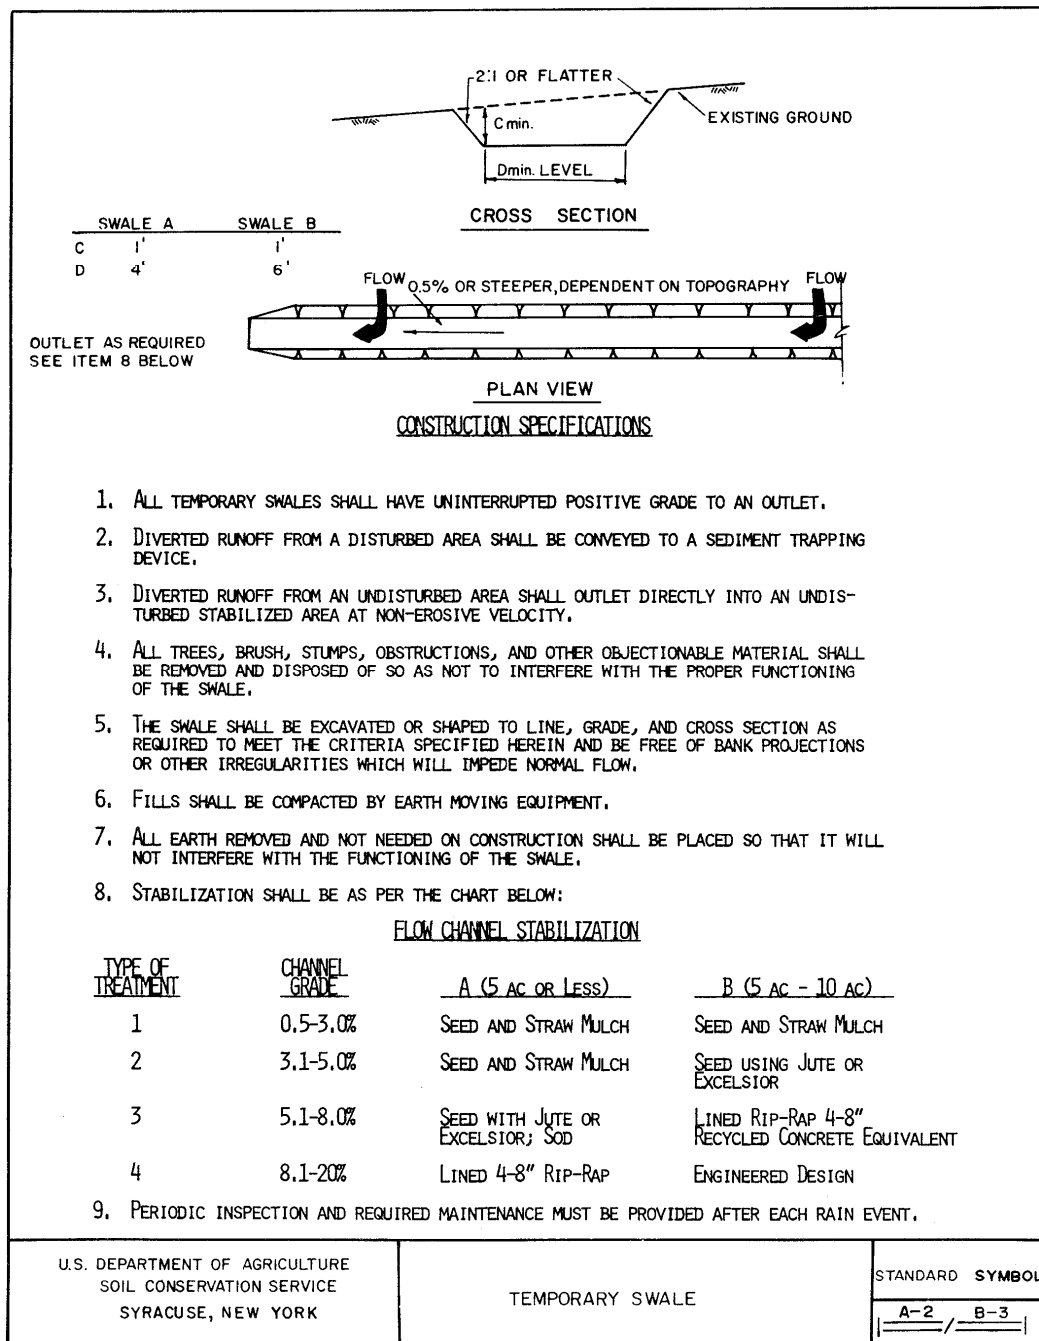 2:1 OR FLATTER
C min.
EXISTING GROUND
Dmin. LEVEL
CROSS SECTION
SWALE A SWALE B
C 1' 1'
D 4' 6'
FLOW 0.5% OR STEEPER, DEPENDENT ON TOPOGRAPHY FLOW
OUTLET AS REQUIRED
SEE ITEM 8 BELOW
PLAN VIEW
CONSTRUCTION SPECIFICATIONS
1. ALL TEMPORARY SWALES SHALL HAVE UNINTERRUPTED POSITIVE GRADE TO AN OUTLET.
2. DIVERTED RUNOFF FROM A DISTURBED AREA SHALL BE CONVEYED TO A SEDIMENT TRAPPING
DEVICE.
3. DIVERTED RUNOFF FROM AN UNDISTURBED AREA SHALL OUTLET DIRECTLY INTO AN UNDIS-
TURBED STABILIZED AREA AT NON-EROSIVE VELOCITY.
4. ALL TREES, BRUSH, STUMPS, OBSTRUCTIONS, AND OTHER OBJECTIONABLE MATERIAL SHALL
BE REMOVED AND DISPOSED OF SO AS NOT TO INTERFERE WITH THE PROPER FUNCTIONING
OF THE SWALE.
5. THE SWALE SHALL BE EXCAVATED OR SHAPED TO LINE, GRADE, AND CROSS SECTION AS
REQUIRED TO MEET THE CRITERIA SPECIFIED HEREIN AND BE FREE OF BANK PROJECTIONS
OR OTHER IRREGULARITIES WHICH WILL IMPEDE NORMAL FLOW.
6. FILLS SHALL BE COMPACTED BY EARTH MOVING EQUIPMENT.
7. ALL EARTH REMOVED AND NOT NEEDED ON CONSTRUCTION SHALL BE PLACED SO THAT IT WILL
NOT INTERFERE WITH THE FUNCTIONING OF THE SWALE.
8. STABILIZATION SHALL BE AS PER THE CHART BELOW:
FLOW CHANNEL STABILIZATION
TYPE OF CHANNEL
TREATMENT GRADE A (5 AC OR LESS) B (5 AC - 10 AC)
1 0.5-3.0% SEED AND STRAW MULCH SEED AND STRAW MULCH
2 3.1-5.0% SEED AND STRAW MULCH SEED USING JUTE OR
EXCELSIOR
3 5.1-8.0% SEED WITH JUTE OR LINED RIP-RAP 4-8"
EXCELSIOR; SOD RECYCLED CONCRETE EQUIVALENT
4 8.1-20% LINED 4-8" RIP-RAP ENGINEERED DESIGN
9. PERIODIC INSPECTION AND REQUIRED MAINTENANCE MUST BE PROVIDED AFTER EACH RAIN EVENT.
U.S. DEPARTMENT OF AGRICULTURE
SOIL CONSERVATION SERVICE
SYRACUSE, NEW YORK
TEMPORARY SWALE
STANDARD SYMBOL
A-2 / B-3